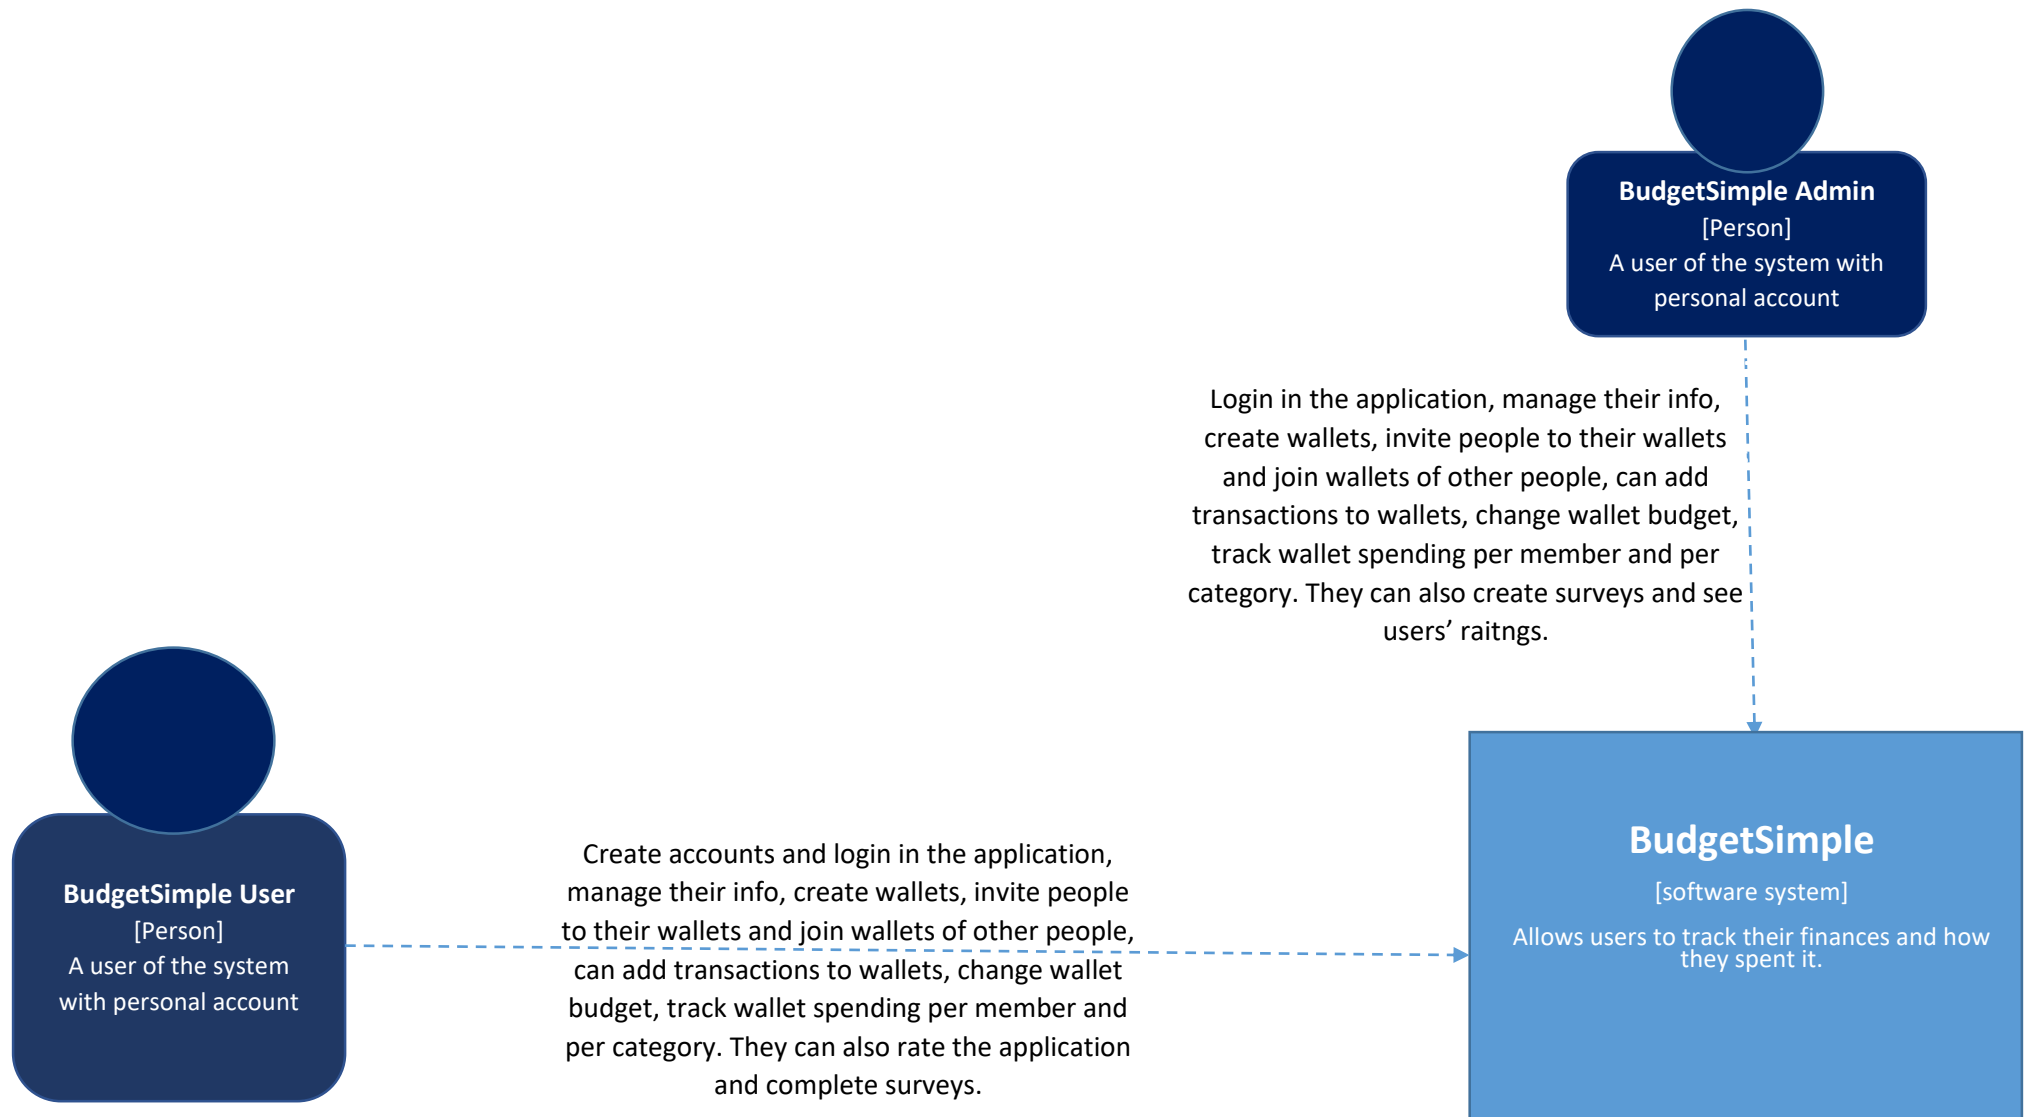 BudgetSimple Admin
[Person]
A user of the system with
personal account
Login in the application, manage their info,
create wallets, invite people to their wallets
and join wallets of other people, can add
transactions to wallets, change wallet budget,
track wallet spending per member and per
category. They can also create surveys and see
users’ raitngs.
BudgetSimple User
[Person]
A user of the system
with personal account
Create accounts and login in the application,
manage their info, create wallets, invite people
to their wallets and join wallets of other people,
can add transactions to wallets, change wallet
budget, track wallet spending per member and
per category. They can also rate the application
and complete surveys.
BudgetSimple
[software system]
Allows users to track their finances and how
they spent it.